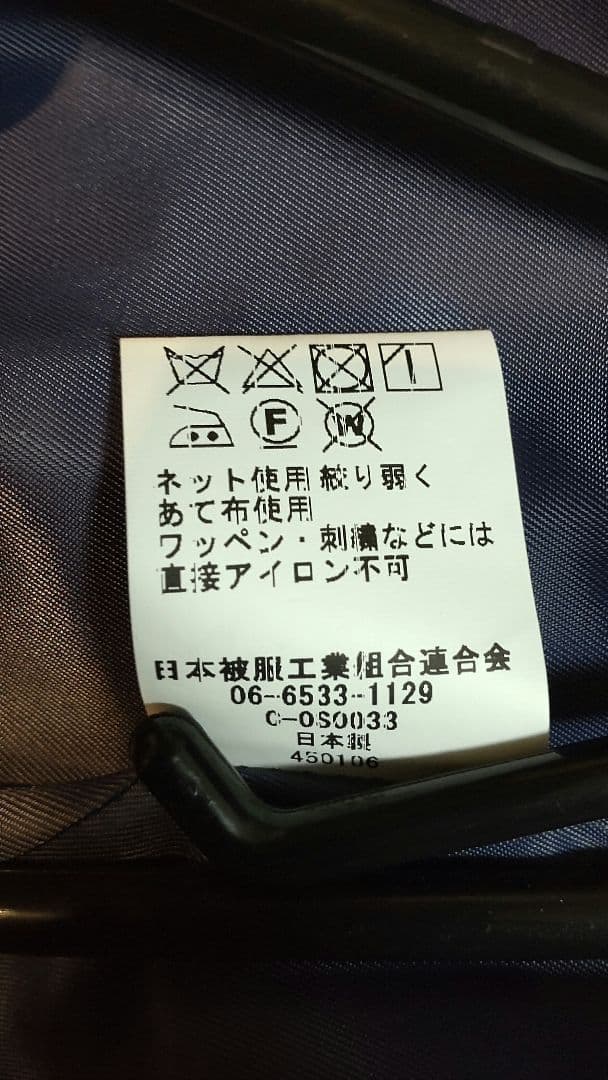 F W
ネット使用 絞り弱く
あて布使用
ワッペン・刺繍などには
直接アイロン不可
日本被服工業組合連合会
06-6533-1129
C-OS0033
日本製
450106